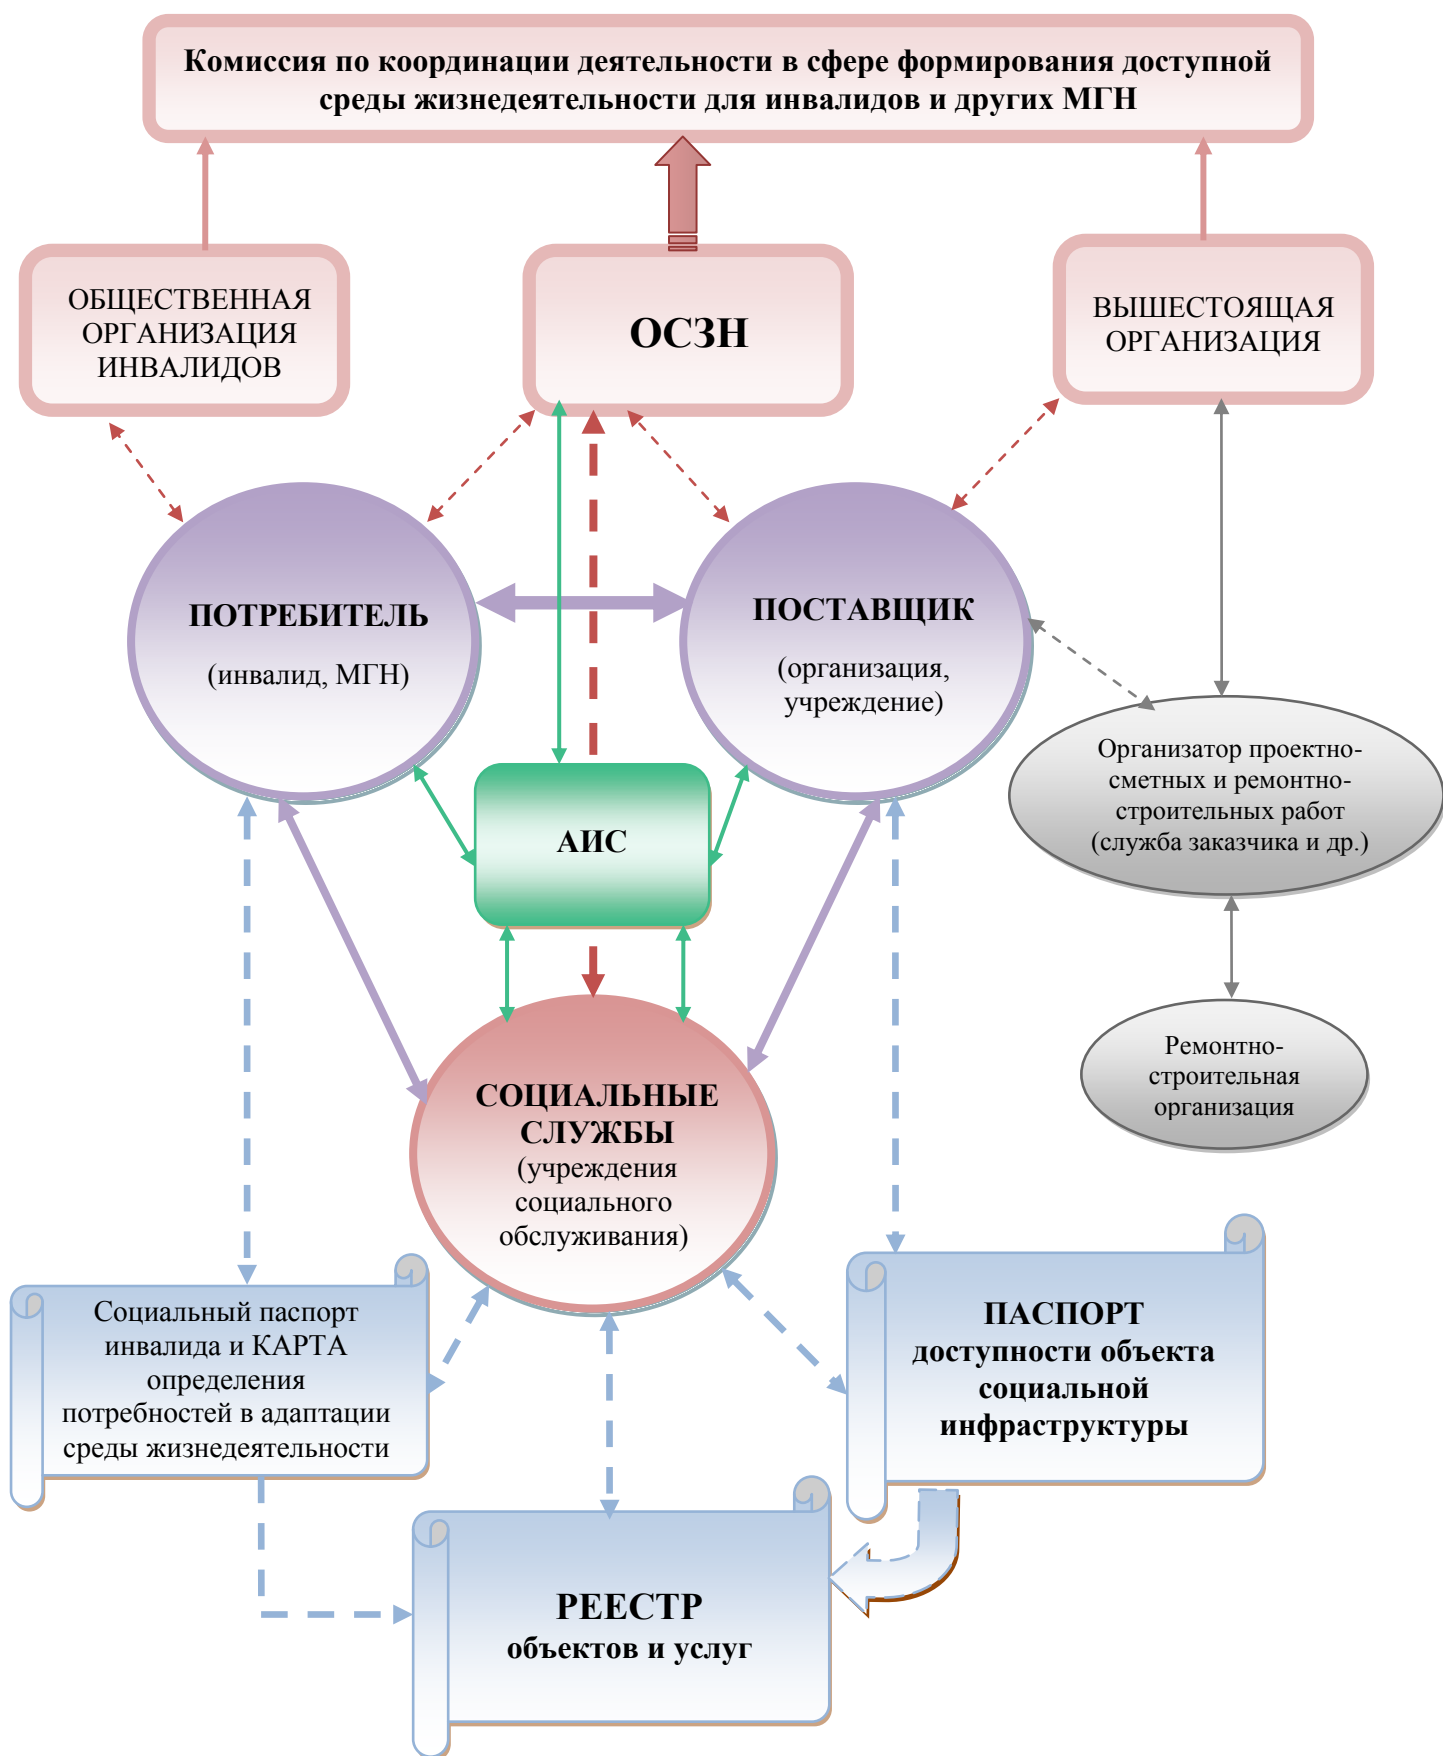 Комиссия по координации деятельности в сфере формирования доступной
среды жизнедеятельности для инвалидов и других МГН
ОБЩЕСТВЕННАЯ
ОРГАНИЗАЦИЯ
ИНВАЛИДОВ
ОСЗН
ВЫШЕСТОЯЩАЯ
ОРГАНИЗАЦИЯ
ПОТРЕБИТЕЛЬ
(инвалид, МГН)
ПОСТАВЩИК
(организация,
учреждение)
Организатор проектно-
сметных и ремонтно-
строительных работ
(служба заказчика и др.)
АИС
Ремонтно-
строительная
организация
СОЦИАЛЬНЫЕ
СЛУЖБЫ
(учреждения
социального
обслуживания)
Социальный паспорт
инвалида и КАРТА
определения
потребностей в адаптации
среды жизнедеятельности
ПАСПОРТ
доступности объекта
социальной
инфраструктуры
РЕЕСТР
объектов и услуг